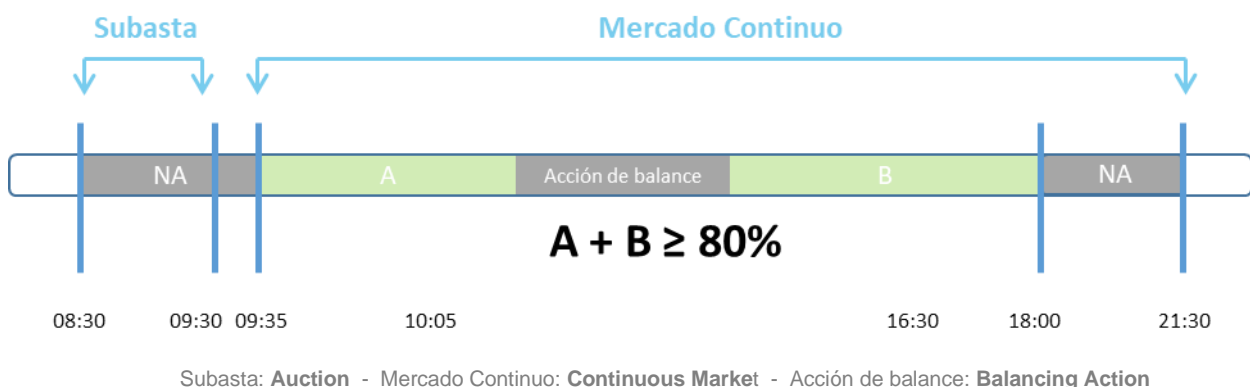 Subasta Mercado Continuo
NA A Acción de balance B NA
A + B ≥ 80%
08:30 09:30 09:35 10:05 16:30 18:00 21:30
Subasta: Auction - Mercado Continuo: Continuous Market - Acción de balance: Balancing Action